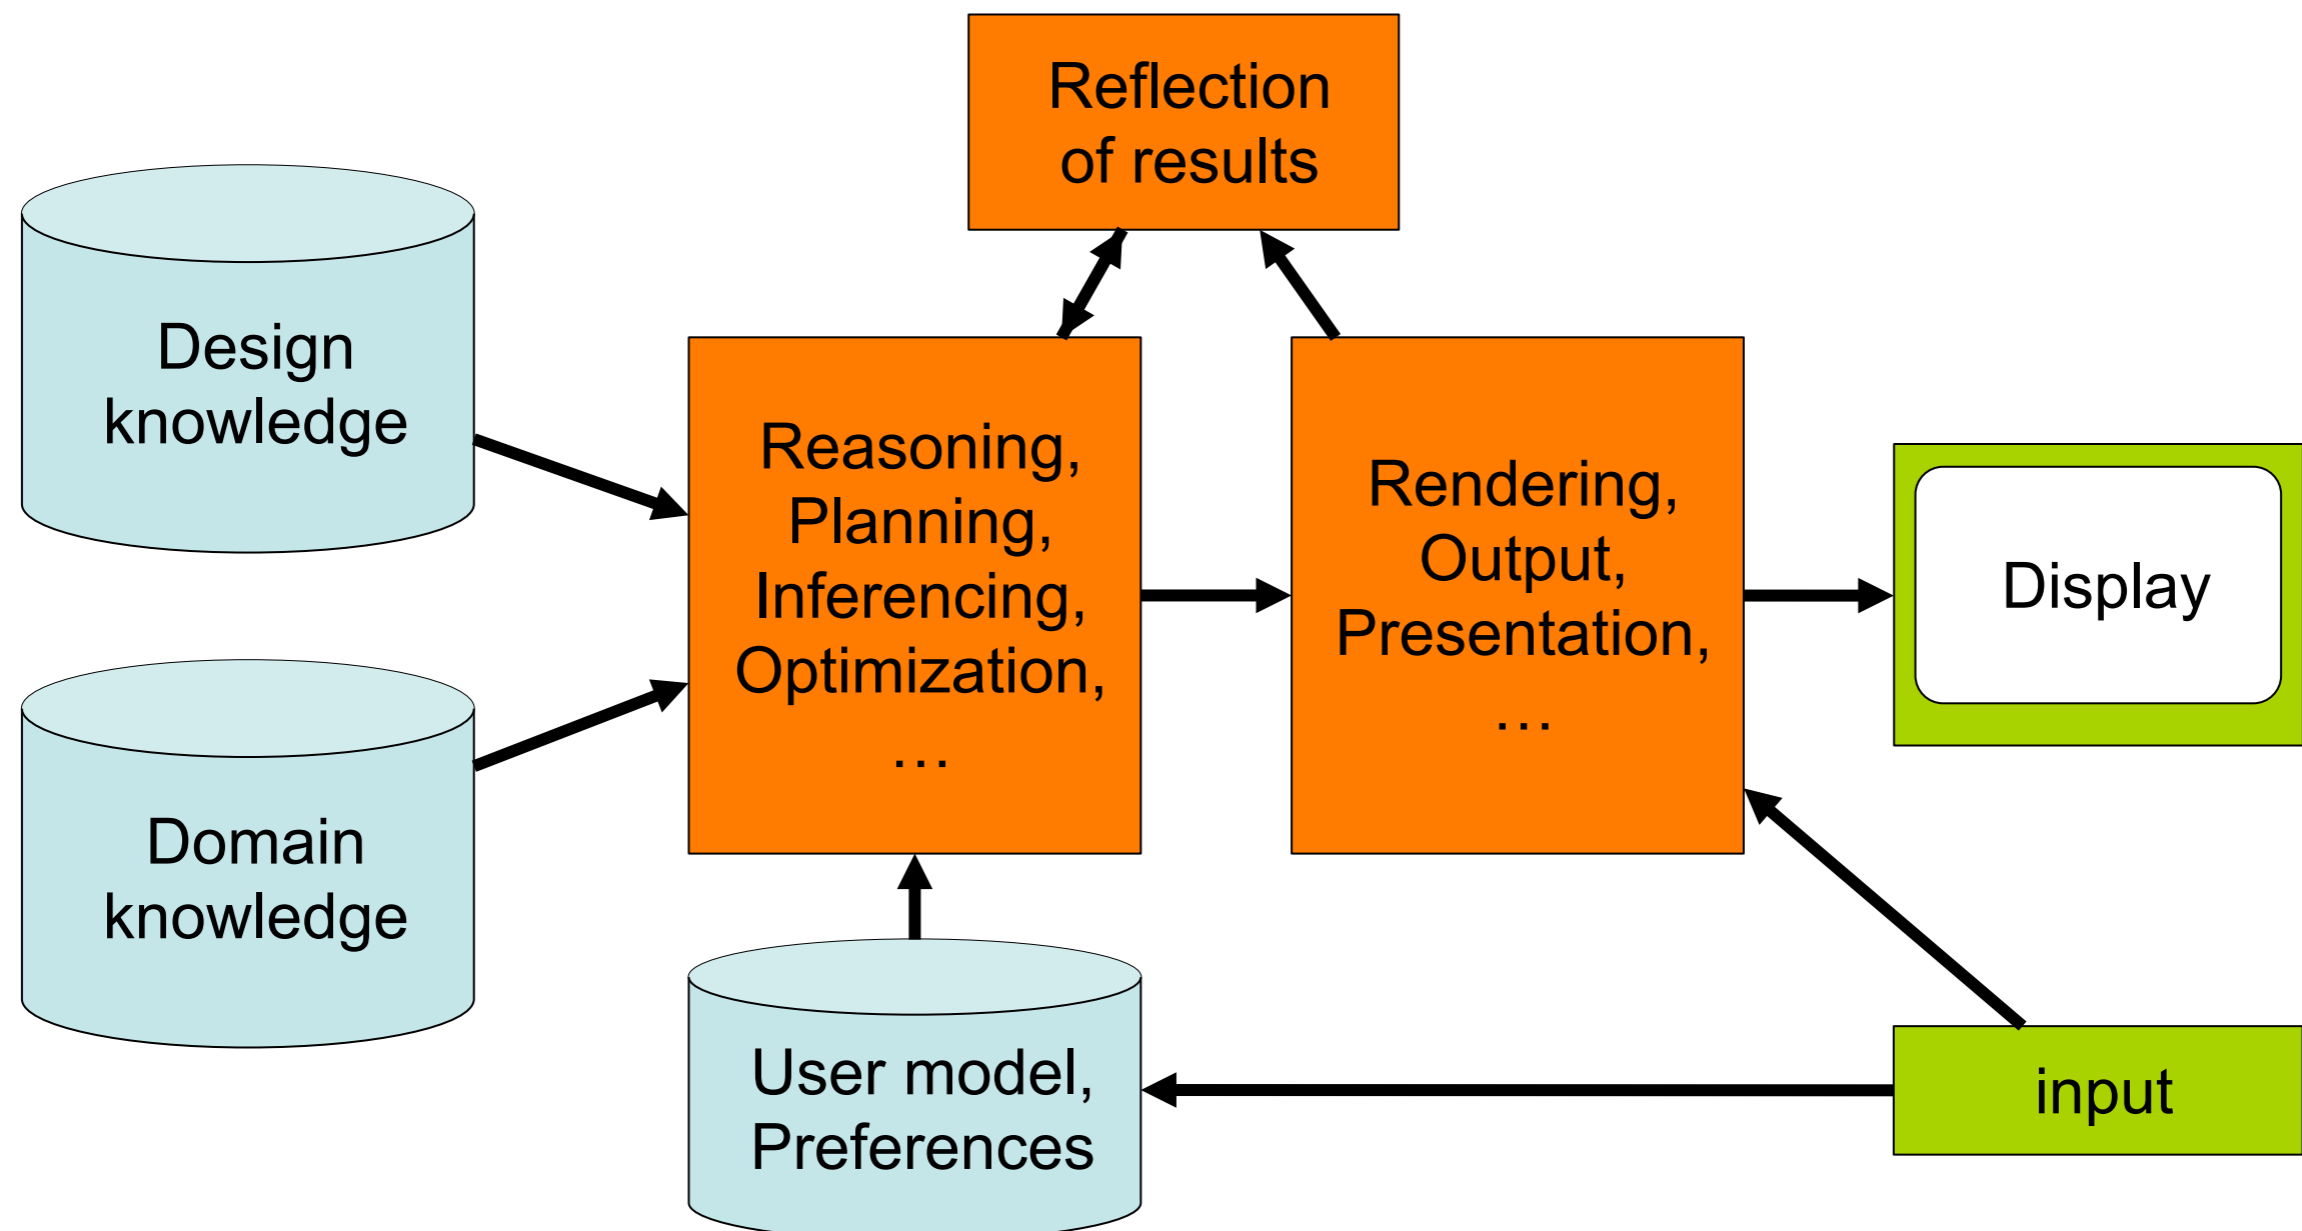 Reflection
of results
Design
knowledge
Reasoning,
Planning,
Inferencing,
Optimization,
…
Rendering,
Output,
Presentation,
…
Display
Domain
knowledge
User model,
Preferences
input